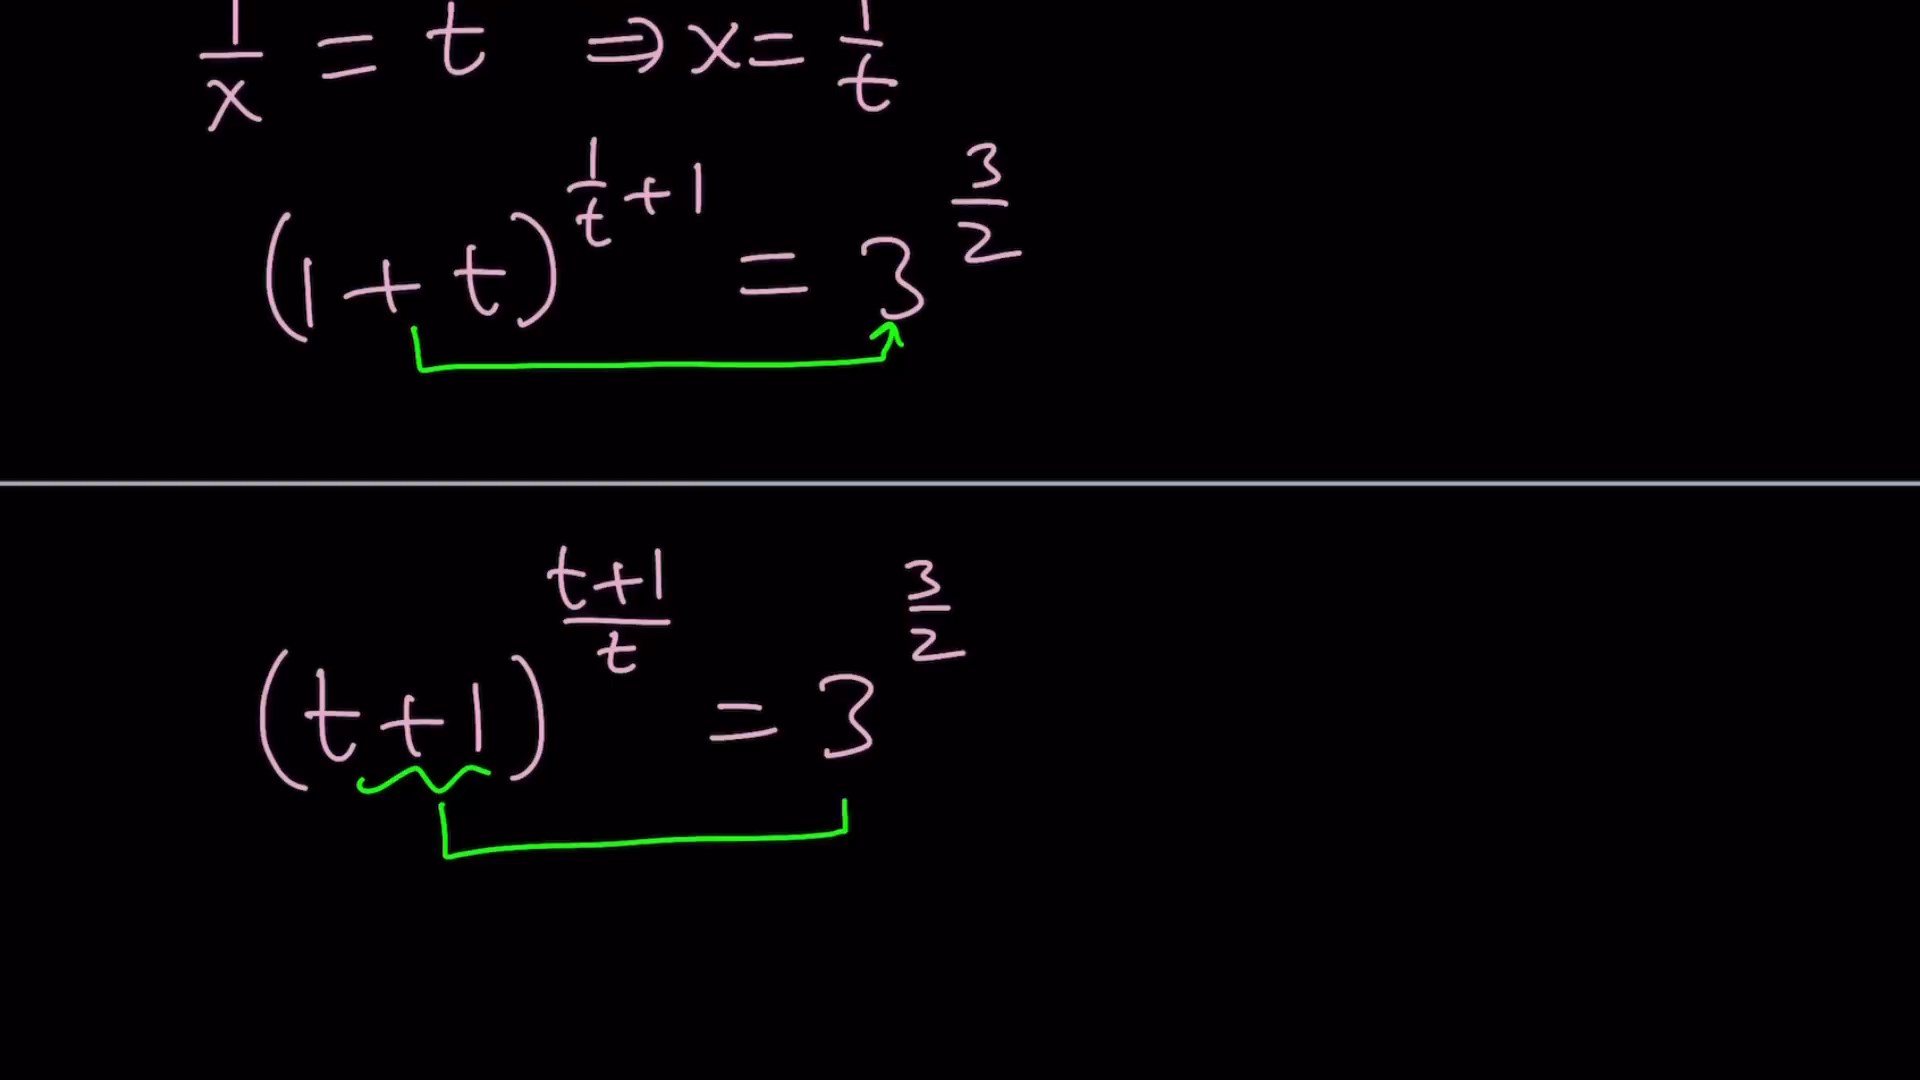 1/x = t ⇒ x = 1/t
(1+t)^(1/t + 1) = 3^(3/2)
(t+1)^((t+1)/t) = 3^(3/2)